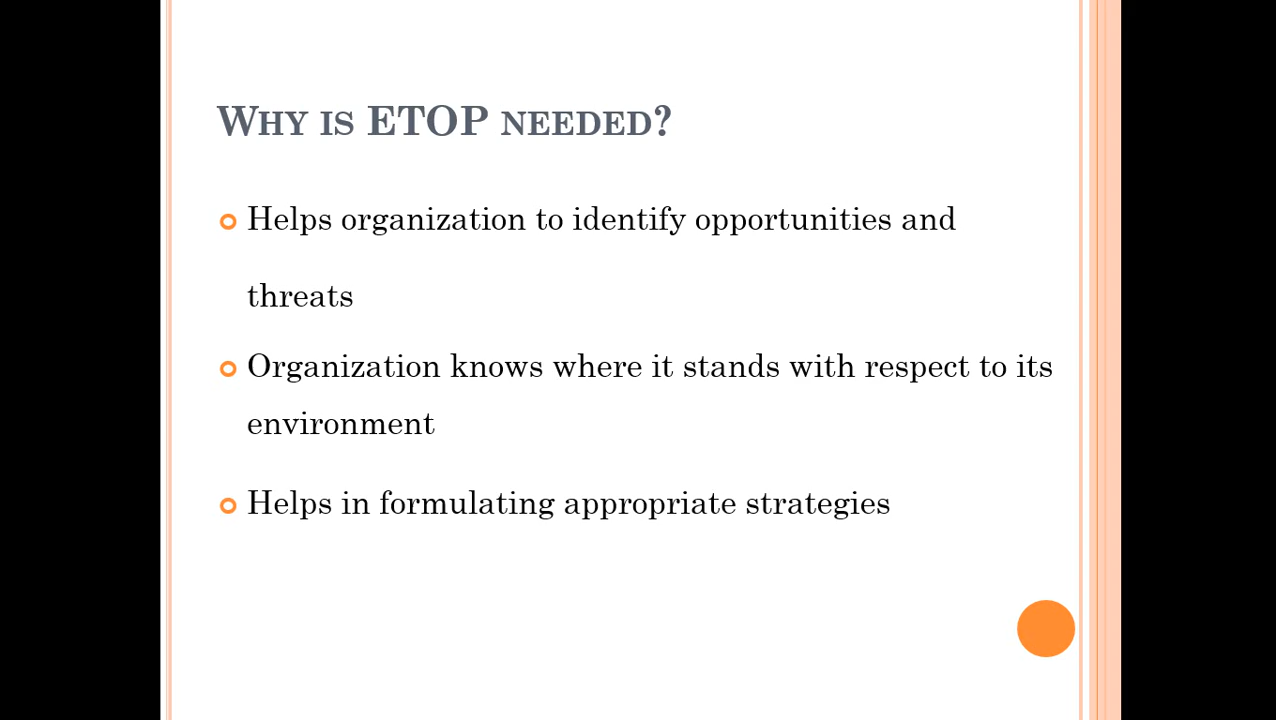 Why is ETOP needed?
Helps organization to identify opportunities and
threats
Organization knows where it stands with respect to its
environment
Helps in formulating appropriate strategies